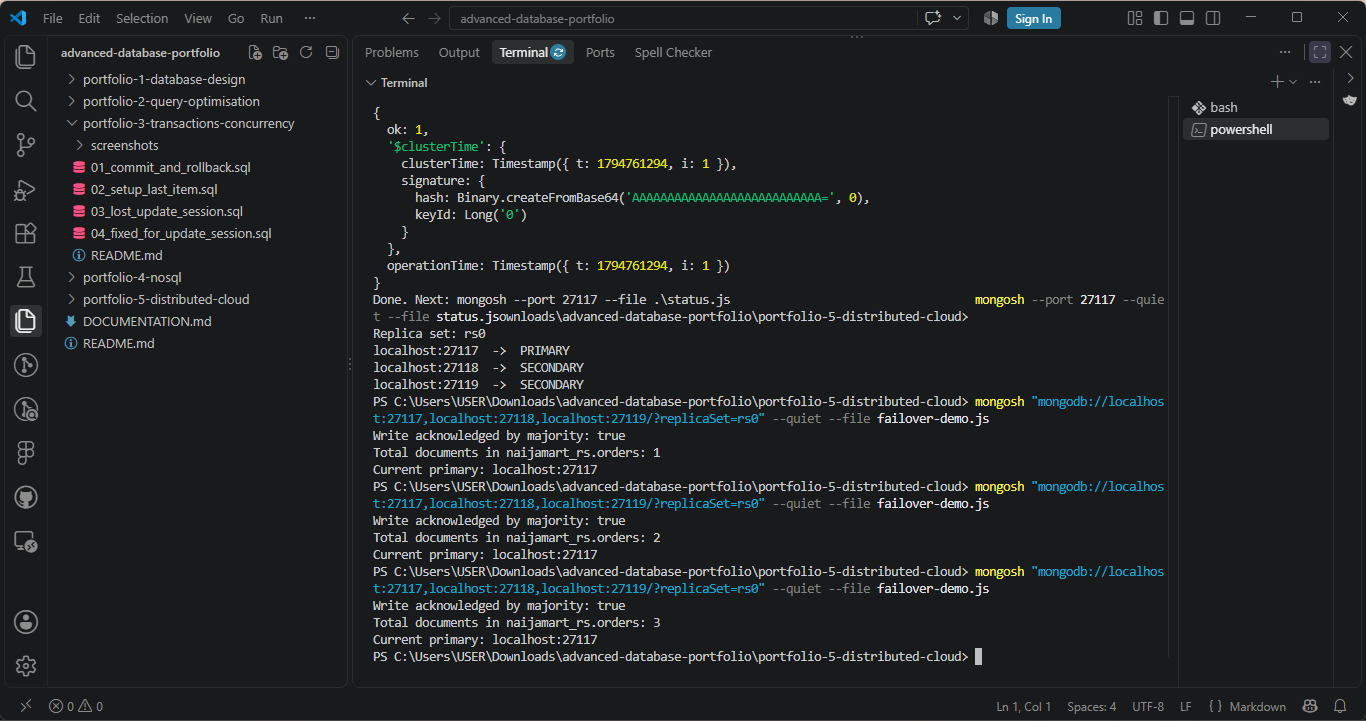 File Edit Selection View Go Run ··· advanced-database-portfolio Sign In
advanced-database-portfolio
portfolio-1-database-design
portfolio-2-query-optimisation
portfolio-3-transactions-concurrency
screenshots
01_commit_and_rollback.sql
02_setup_last_item.sql
03_lost_update_session.sql
04_fixed_for_update_session.sql
README.md
portfolio-4-nosql
portfolio-5-distributed-cloud
DOCUMENTATION.md
README.md
Problems Output Terminal Ports Spell Checker
Terminal
{
ok: 1,
'$clusterTime': {
clusterTime: Timestamp({ t: 1794761294, i: 1 }),
signature: {
hash: Binary.createFromBase64('AAAAAAAAAAAAAAAAAAAAAAAAAAA=', 0),
keyId: Long('0')
}
},
operationTime: Timestamp({ t: 1794761294, i: 1 })
}
Done. Next: mongosh --port 27117 --file .\status.js mongosh --port 27117 --quie
t --file status.jsownloads\advanced-database-portfolio\portfolio-5-distributed-cloud>
Replica set: rs0
localhost:27117 -> PRIMARY
localhost:27118 -> SECONDARY
localhost:27119 -> SECONDARY
PS C:\Users\USER\Downloads\advanced-database-portfolio\portfolio-5-distributed-cloud> mongosh "mongodb://localhos
t:27117,localhost:27118,localhost:27119/?replicaSet=rs0" --quiet --file failover-demo.js
Write acknowledged by majority: true
Total documents in naijamart_rs.orders: 1
Current primary: localhost:27117
PS C:\Users\USER\Downloads\advanced-database-portfolio\portfolio-5-distributed-cloud> mongosh "mongodb://localhos
t:27117,localhost:27118,localhost:27119/?replicaSet=rs0" --quiet --file failover-demo.js
Write acknowledged by majority: true
Total documents in naijamart_rs.orders: 2
Current primary: localhost:27117
PS C:\Users\USER\Downloads\advanced-database-portfolio\portfolio-5-distributed-cloud> mongosh "mongodb://localhos
t:27117,localhost:27118,localhost:27119/?replicaSet=rs0" --quiet --file failover-demo.js
Write acknowledged by majority: true
Total documents in naijamart_rs.orders: 3
Current primary: localhost:27117
PS C:\Users\USER\Downloads\advanced-database-portfolio\portfolio-5-distributed-cloud>
bash
powershell
0 0 Ln 1, Col 1 Spaces: 4 UTF-8 LF {} Markdown